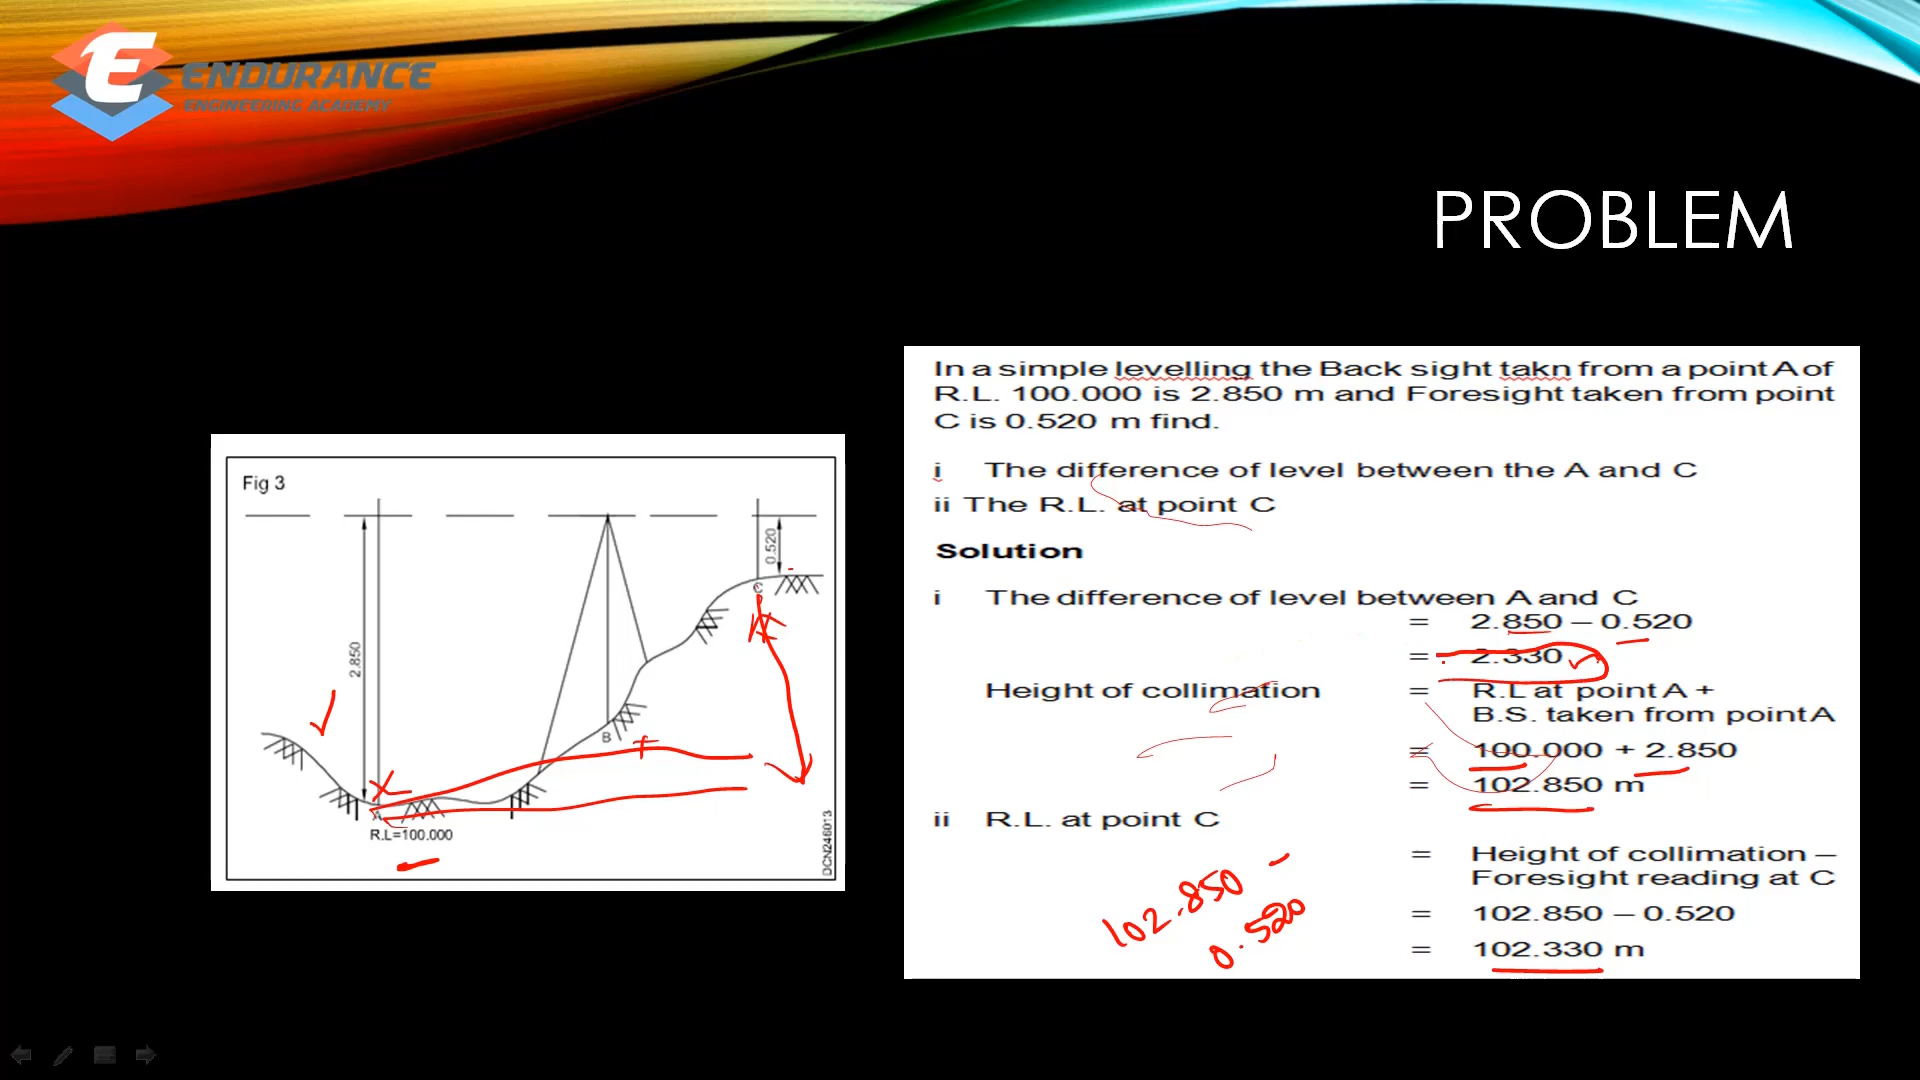 ENDURANCE
ENGINEERING ACADEMY
PROBLEM
Fig 3
2.850
0.520
C
B
A
R.L=100.000
DCN246013
In a simple levelling the Back sight takn from a point A of
R.L. 100.000 is 2.850 m and Foresight taken from point
C is 0.520 m find.
i The difference of level between the A and C
ii The R.L. at point C
Solution
i The difference of level between A and C
= 2.850 – 0.520
= 2.330
Height of collimation = R.L at point A +
B.S. taken from point A
= 100.000 + 2.850
= 102.850 m
ii R.L. at point C
= Height of collimation –
Foresight reading at C
= 102.850 – 0.520
= 102.330 m
102.850 –
0.520